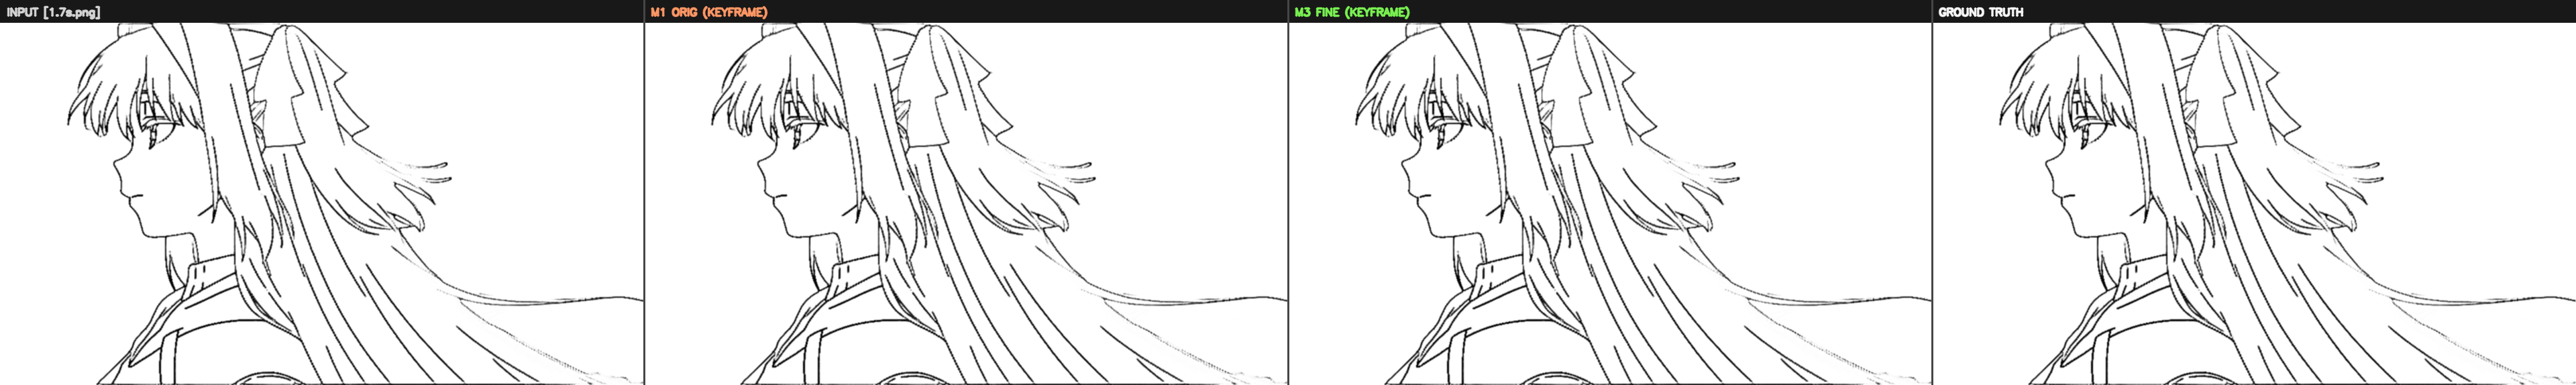 INPUT [1.7s.png]
M1 ORIG (KEYFRAME)
M3 FINE (KEYFRAME)
GROUND TRUTH